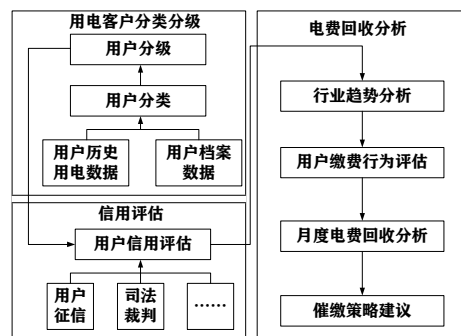 用电客户分类分级
用户分级
用户分类
用户历史
用电数据
用户档案
数据
信用评估
用户信用评估
用户
征信
司法
裁判
……
电费回收分析
行业趋势分析
用户缴费行为评估
月度电费回收分析
催缴策略建议